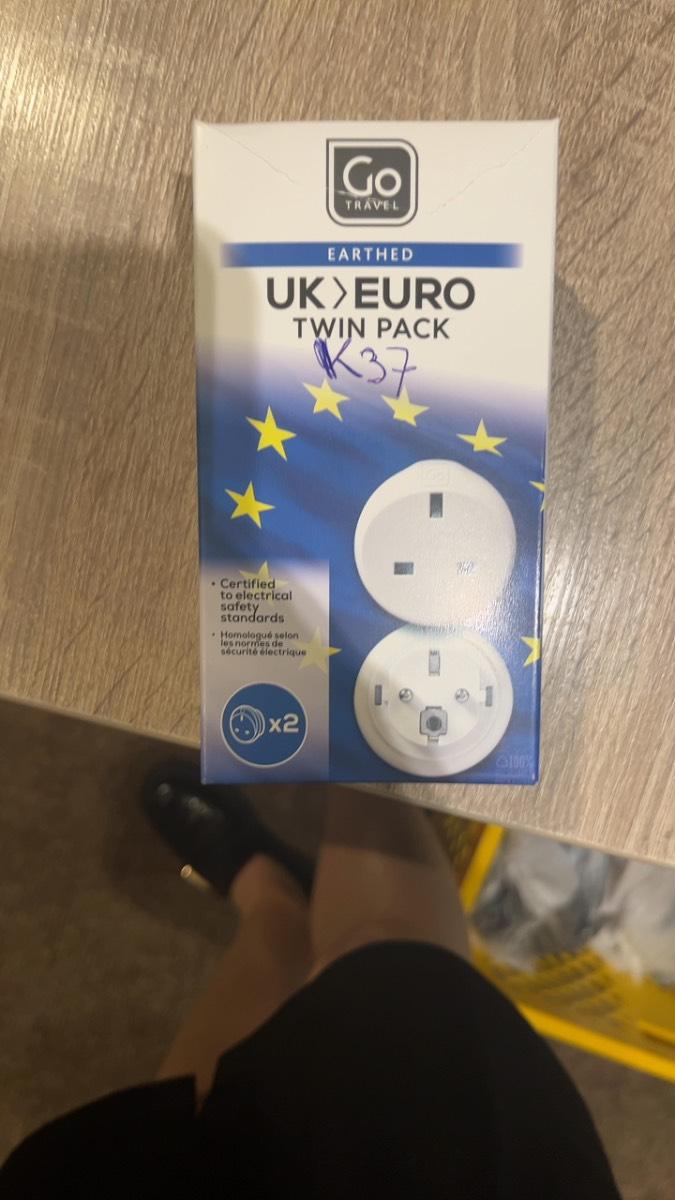 Go
TRAVEL
EARTHED
UK>EURO
TWIN PACK
K37
• Certified
to electrical
safety
standards
• Homologué selon
les normes de
sécurité électrique
x2
100%